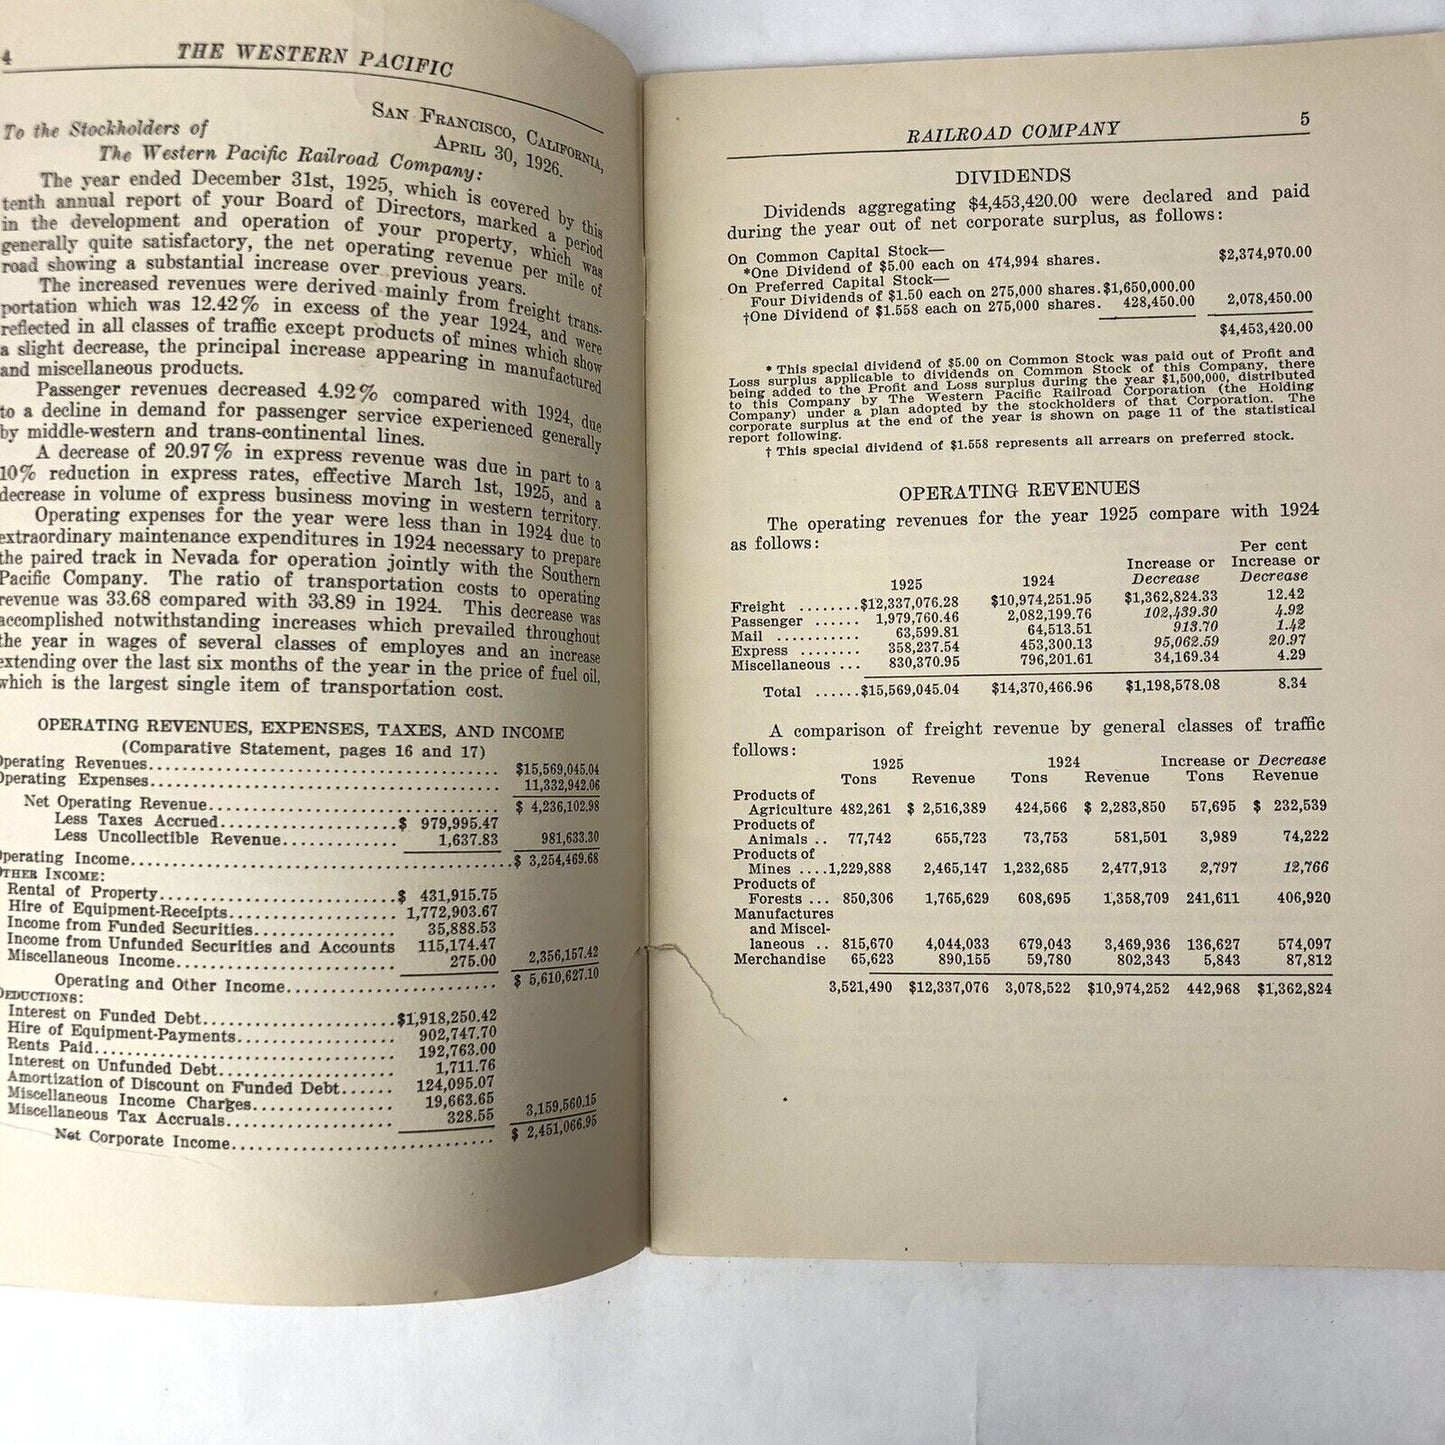 4
THE WESTERN PACIFIC
SAN FRANCISCO, CALIFORNIA,
APRIL 30, 1926.
To the Stockholders of
The Western Pacific Railroad Company:
The year ended December 31st, 1925, which is covered by this
tenth annual report of your Board of Directors, marked a period
in the development and operation of your property, which was
generally quite satisfactory, the net operating revenue per mile of
road showing a substantial increase over previous years.
The increased revenues were derived mainly from freight trans-
portation which was 12.42% in excess of the year 1924, and were
reflected in all classes of traffic except products of mines which show
a slight decrease, the principal increase appearing in manufactured
and miscellaneous products.
Passenger revenues decreased 4.92% compared with 1924, due
to a decline in demand for passenger service experienced generally
by middle-western and trans-continental lines.
A decrease of 20.97% in express revenue was due in part to a
10% reduction in express rates, effective March 1st, 1925, and a
decrease in volume of express business moving in western territory.
Operating expenses for the year were less than in 1924 due to
extraordinary maintenance expenditures in 1924 necessary to prepare
the paired track in Nevada for operation jointly with the Southern
Pacific Company. The ratio of transportation costs to operating
revenue was 33.68 compared with 33.89 in 1924. This decrease was
accomplished notwithstanding increases which prevailed throughout
the year in wages of several classes of employes and an increase
extending over the last six months of the year in the price of fuel oil,
which is the largest single item of transportation cost.
OPERATING REVENUES, EXPENSES, TAXES, AND INCOME
(Comparative Statement, pages 16 and 17)
Operating Revenues........ $15,569,045.04
Operating Expenses........ 11,332,942.06
Net Operating Revenue........ $ 4,236,102.98
Less Taxes Accrued........$ 979,995.47
Less Uncollectible Revenue........ 1,637.83 981,633.30
Operating Income........$ 3,254,469.68
OTHER INCOME:
Rental of Property........$ 431,915.75
Hire of Equipment-Receipts........ 1,772,903.67
Income from Funded Securities........ 35,888.53
Income from Unfunded Securities and Accounts 115,174.47
Miscellaneous Income........ 275.00 2,356,157.42
Operating and Other Income........ $ 5,610,627.10
DEDUCTIONS:
Interest on Funded Debt........$1,918,250.42
Hire of Equipment-Payments........ 902,747.70
Rents Paid........ 192,763.00
Interest on Unfunded Debt........ 1,711.76
Amortization of Discount on Funded Debt...... 124,095.07
Miscellaneous Income Charges........ 19,663.65
Miscellaneous Tax Accruals........ 328.55 3,159,560.15
Net Corporate Income........ $ 2,451,066.95
RAILROAD COMPANY 5
DIVIDENDS
Dividends aggregating $4,453,420.00 were declared and paid
during the year out of net corporate surplus, as follows:
On Common Capital Stock—
*One Dividend of $5.00 each on 474,994 shares. $2,374,970.00
On Preferred Capital Stock—
Four Dividends of $1.50 each on 275,000 shares.$1,650,000.00
†One Dividend of $1.558 each on 275,000 shares. 428,450.00 2,078,450.00
$4,453,420.00
* This special dividend of $5.00 on Common Stock was paid out of Profit and
Loss surplus applicable to dividends on Common Stock of this Company, there
being added to the Profit and Loss surplus during the year $1,500,000, distributed
to this Company by The Western Pacific Railroad Corporation (the Holding
Company) under a plan adopted by the stockholders of that Corporation. The
corporate surplus at the end of the year is shown on page 11 of the statistical
report following.
† This special dividend of $1.558 represents all arrears on preferred stock.
OPERATING REVENUES
The operating revenues for the year 1925 compare with 1924
as follows:
Per cent
Increase or Increase or
1925 1924 Decrease Decrease
Freight ........$12,337,076.28 $10,974,251.95 $1,362,824.33 12.42
Passenger ...... 1,979,760.46 2,082,199.76 102,439.30 4.92
Mail ........... 63,599.81 64,513.51 913.70 1.42
Express ........ 358,237.54 453,300.13 95,062.59 20.97
Miscellaneous ... 830,370.95 796,201.61 34,169.34 4.29
Total ......$15,569,045.04 $14,370,466.96 $1,198,578.08 8.34
A comparison of freight revenue by general classes of traffic
follows:
1925 1924 Increase or Decrease
Tons Revenue Tons Revenue Tons Revenue
Products of
Agriculture 482,261 $ 2,516,389 424,566 $ 2,283,850 57,695 $ 232,539
Products of
Animals .. 77,742 655,723 73,753 581,501 3,989 74,222
Products of
Mines ....1,229,888 2,465,147 1,232,685 2,477,913 2,797 12,766
Products of
Forests ... 850,306 1,765,629 608,695 1,358,709 241,611 406,920
Manufactures
and Miscel-
laneous .. 815,670 4,044,033 679,043 3,469,936 136,627 574,097
Merchandise 65,623 890,155 59,780 802,343 5,843 87,812
3,521,490 $12,337,076 3,078,522 $10,974,252 442,968 $1,362,824